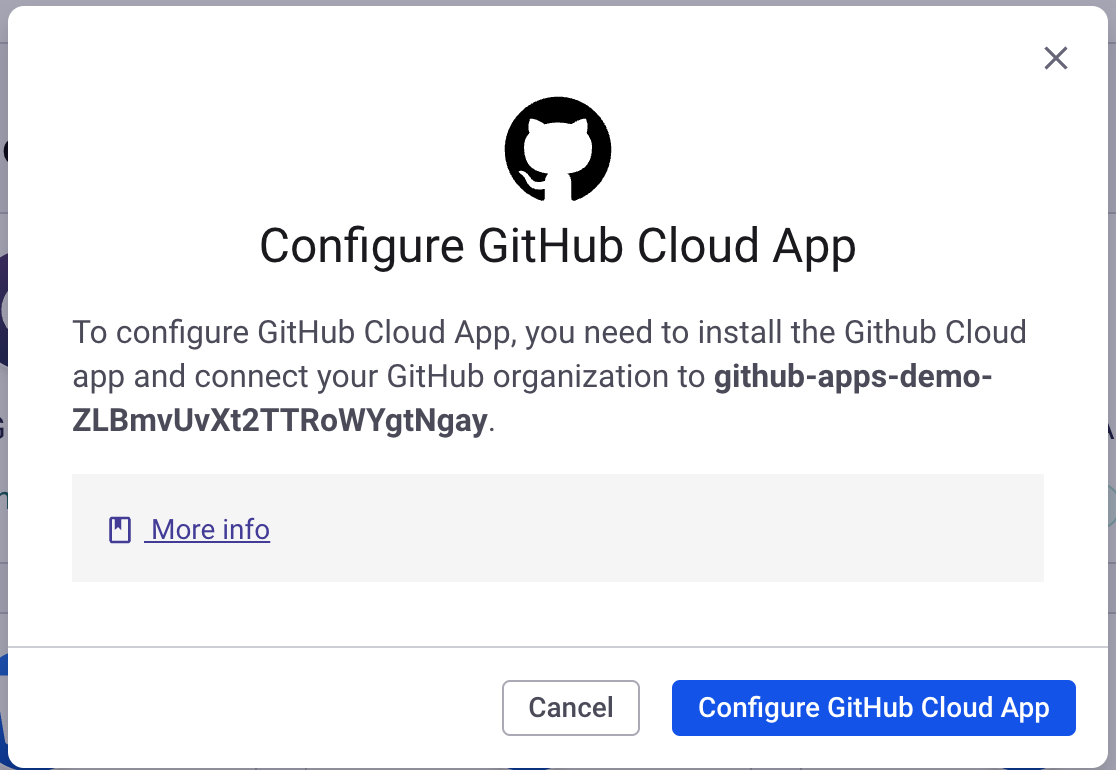 Configure GitHub Cloud App
To configure GitHub Cloud App, you need to install the Github Cloud
app and connect your GitHub organization to github-apps-demo-
ZLBmvUvXt2TTRoWYgtNgay.
More info
Cancel
Configure GitHub Cloud App